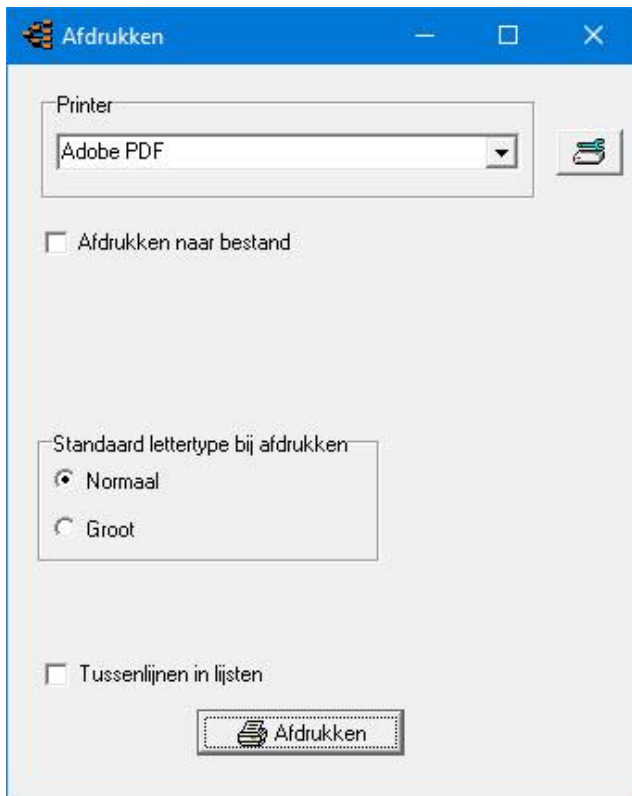 Afdrukken
Printer
Adobe PDF
Afdrukken naar bestand
Standaard lettertype bij afdrukken
Normaal
Groot
Tussenlijnen in lijsten
Afdrukken